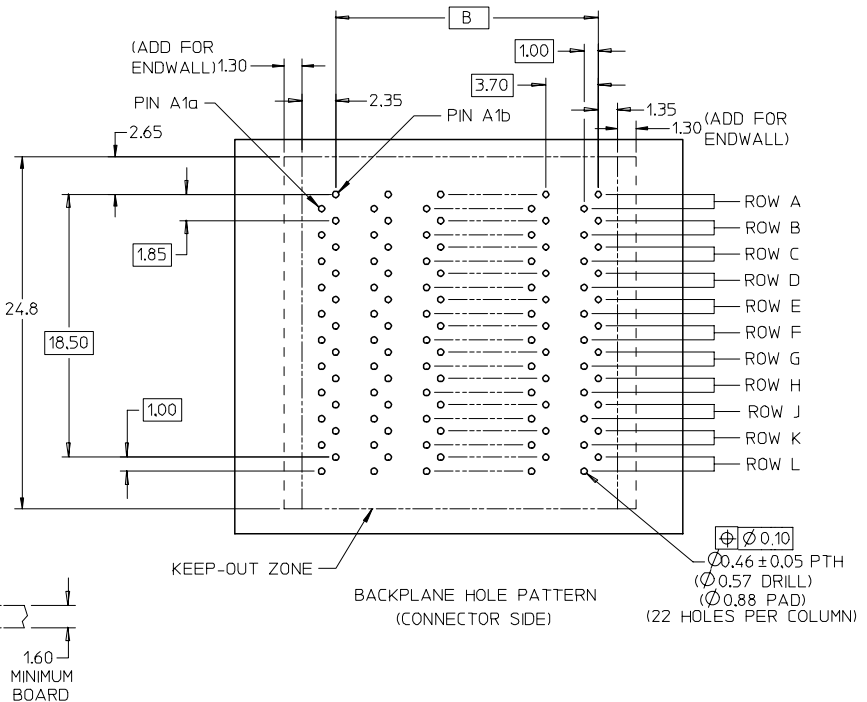 B
(ADD FOR
ENDWALL) 1.30
1.00
3.70
PIN A1a
2.35
PIN A1b
1.35
1.30 (ADD FOR
ENDWALL)
2.65
ROW A
ROW B
1.85
ROW C
ROW D
24.8
ROW E
18.50
ROW F
ROW G
ROW H
1.00
ROW J
ROW K
ROW L
⌖ ∅ 0.10
KEEP-OUT ZONE
∅0.46 ± 0.05 PTH
(∅ 0.57 DRILL)
(∅ 0.88 PAD)
(22 HOLES PER COLUMN)
BACKPLANE HOLE PATTERN
(CONNECTOR SIDE)
1.60
MINIMUM
BOARD